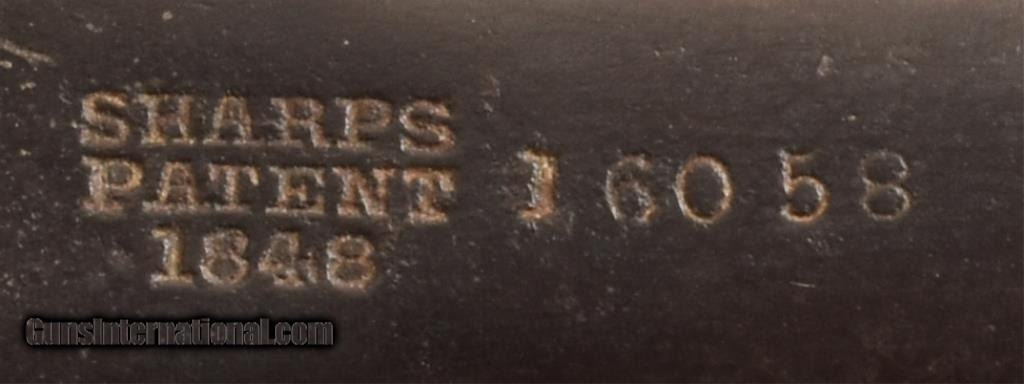 SHARPS
PATENT
1848
16058
GunsInternational.com